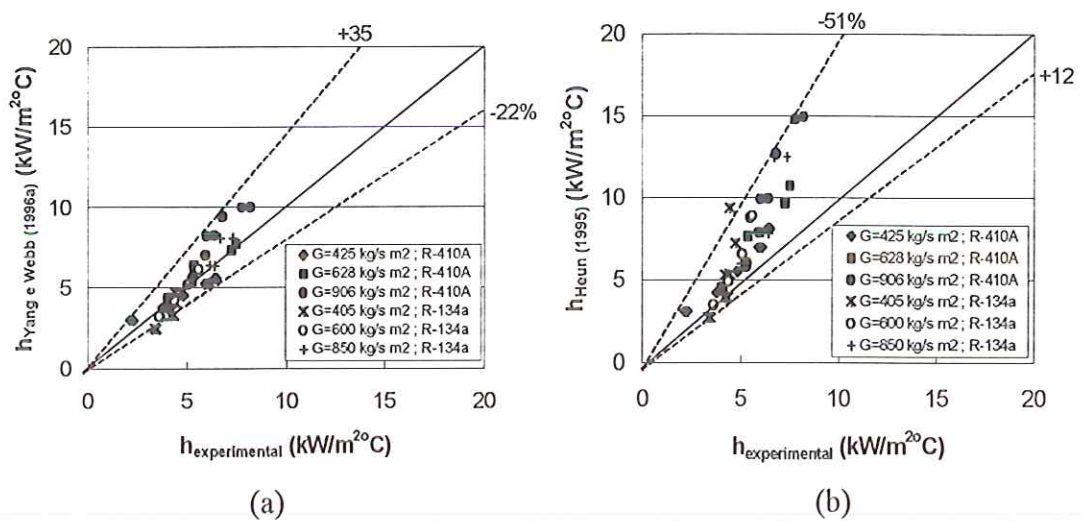 +35
20
15
10
5
0
-22%
hYang e Webb (1996a) (kW/m²°C)
G=425 kg/s m2 ; R-410A
G=628 kg/s m2 ; R-410A
G=906 kg/s m2 ; R-410A
G=405 kg/s m2 ; R-134a
G=600 kg/s m2 ; R-134a
G=850 kg/s m2 ; R-134a
0 5 10 15 20
hexperimental (kW/m²°C)
(a)
-51%
20
15
10
5
0
+12
hHeun (1995) (kW/m²°C)
G=425 kg/s m2 ; R-410A
G=628 kg/s m2 ; R-410A
G=906 kg/s m2 ; R-410A
G=405 kg/s m2 ; R-134a
G=600 kg/s m2 ; R-134a
G=850 kg/s m2 ; R-134a
0 5 10 15 20
hexperimental (kW/m²°C)
(b)